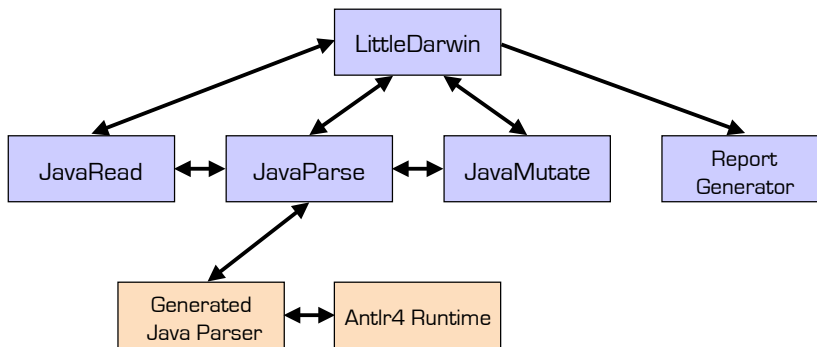 LittleDarwin
JavaRead
JavaParse
JavaMutate
Report
Generator
Generated
Java Parser
Antlr4 Runtime